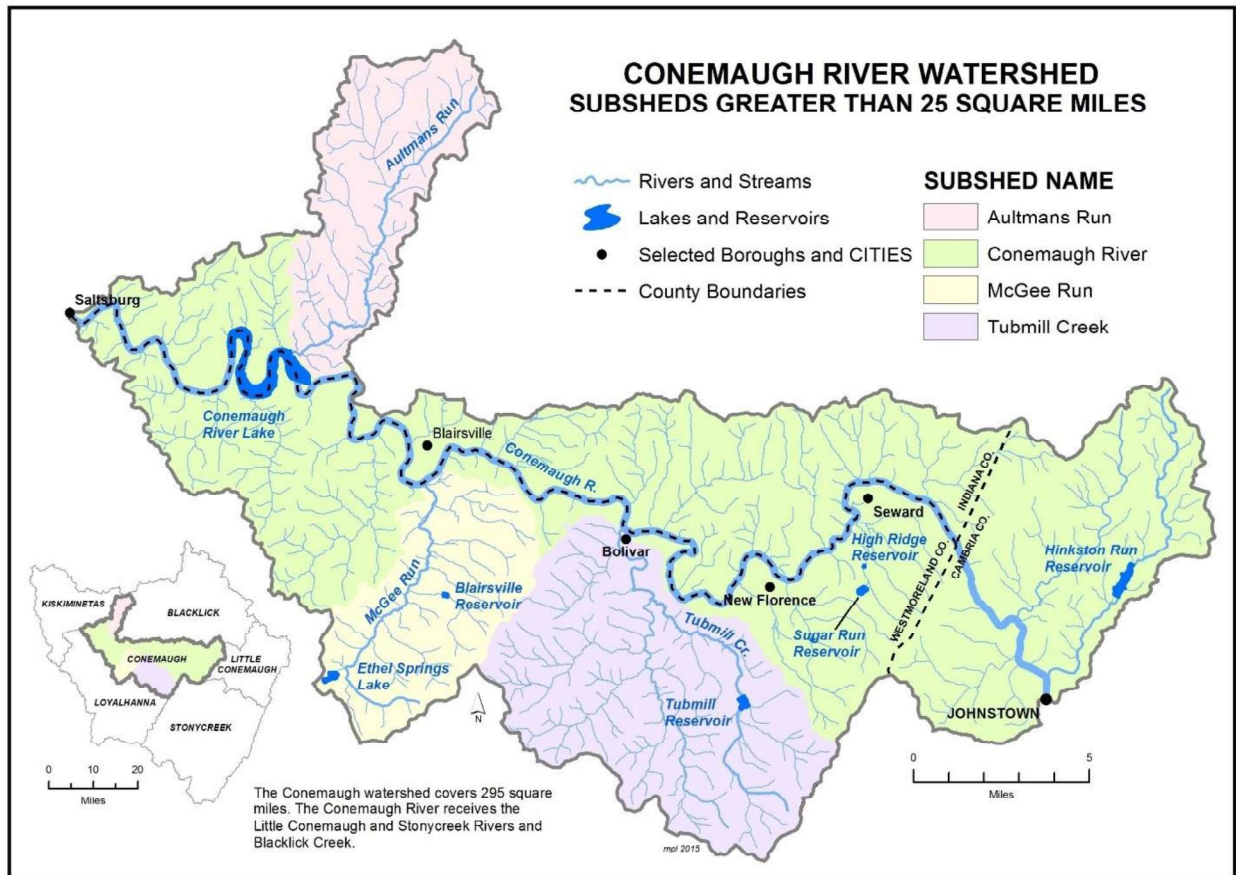 CONEMAUGH RIVER WATERSHED
SUBSHEDS GREATER THAN 25 SQUARE MILES
Rivers and Streams
Lakes and Reservoirs
Selected Boroughs and CITIES
County Boundaries
SUBSHED NAME
Aultmans Run
Conemaugh River
McGee Run
Tubmill Creek
Aultmans Run
Saltsburg
Conemaugh
River Lake
Blairsville
Conemaugh R.
Seward
INDIANA CO.
WESTMORELAND CO.
CAMBRIA CO.
High Ridge
Reservoir
Hinkston Run
Reservoir
Bolivar
New Florence
McGee Run
Blairsville
Reservoir
Sugar Run
Reservoir
Tubmill Cr.
Ethel Springs
Lake
Tubmill
Reservoir
JOHNSTOWN
N
KISKIMINETAS
BLACKLICK
CONEMAUGH
LITTLE
CONEMAUGH
LOYALHANNA
STONYCREEK
0 10 20
Miles
0 5
Miles
The Conemaugh watershed covers 295 square
miles. The Conemaugh River receives the
Little Conemaugh and Stonycreek Rivers and
Blacklick Creek.
mpl 2015